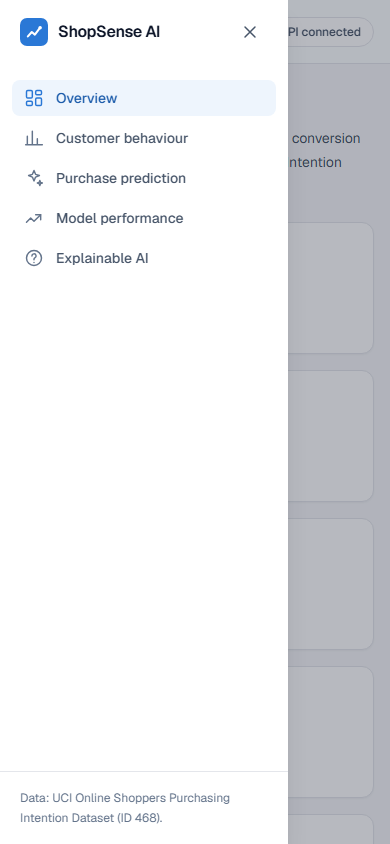 ShopSense AI
PI connected
Overview
Customer behaviour
conversion
ntention
Purchase prediction
Model performance
Explainable AI
Data: UCI Online Shoppers Purchasing
Intention Dataset (ID 468).